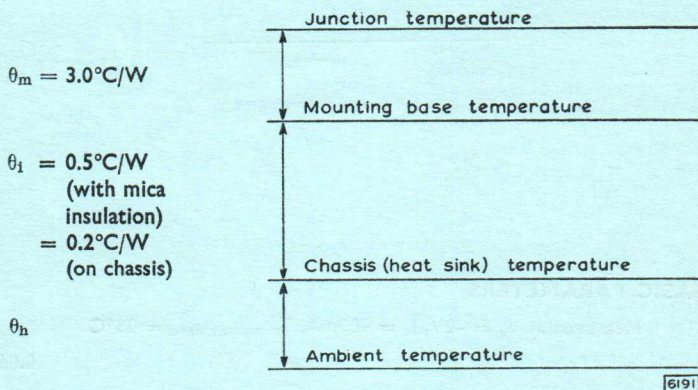 Junction temperature
θm = 3.0°C/W
Mounting base temperature
θi = 0.5°C/W
(with mica
insulation)
= 0.2°C/W
(on chassis)
Chassis (heat sink) temperature
θh
Ambient temperature
6191